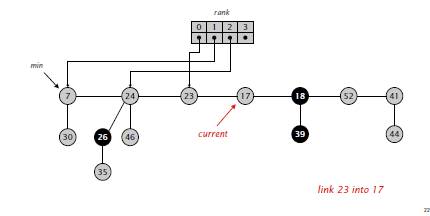 rank
0 1 2 3
min
7 24 23 17 18 52 41
current
30 26 46 39 44
35
link 23 into 17
22